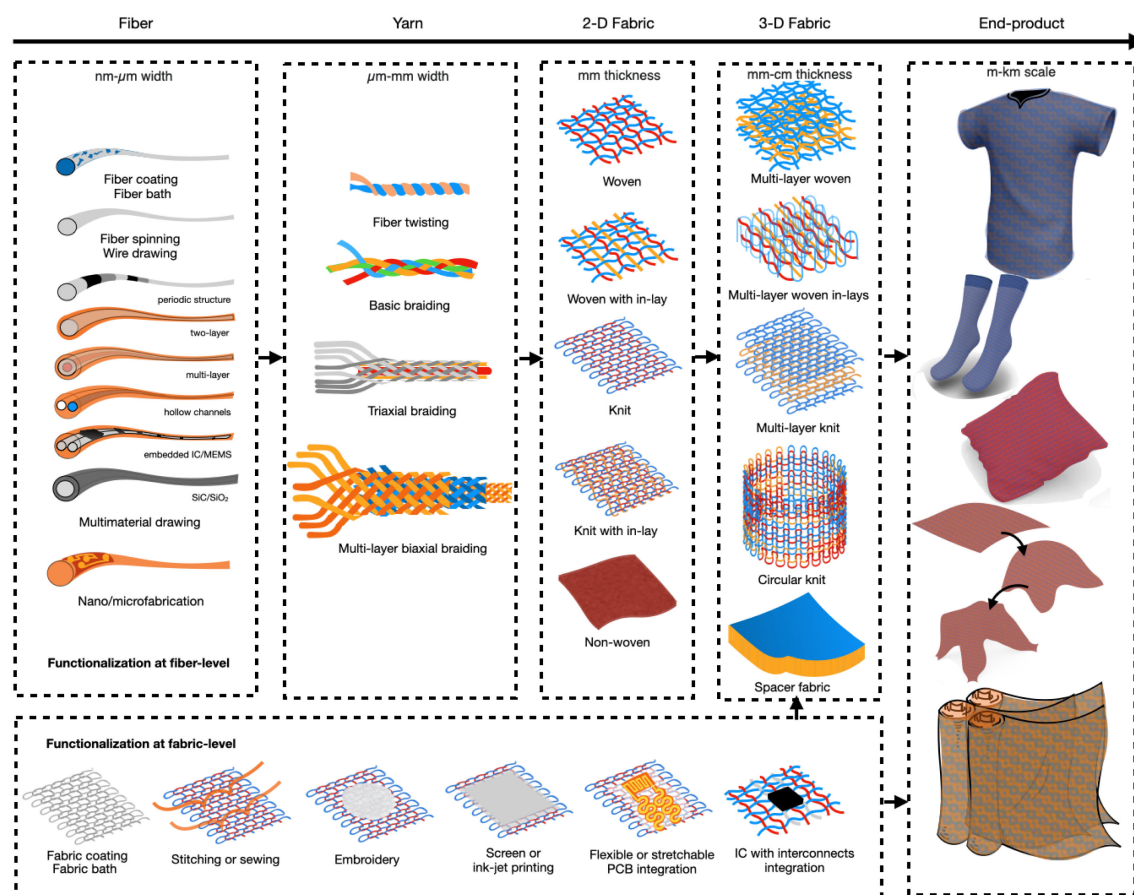 Fiber
Yarn
2-D Fabric
3-D Fabric
End-product
nm-µm width
Fiber coating
Fiber bath
Fiber spinning
Wire drawing
periodic structure
two-layer
multi-layer
hollow channels
embedded IC/MEMS
SiC/SiO₂
Multimaterial drawing
Nano/microfabrication
Functionalization at fiber-level
µm-mm width
Fiber twisting
Basic braiding
Triaxial braiding
Multi-layer biaxial braiding
mm thickness
Woven
Woven with in-lay
Knit
Knit with in-lay
Non-woven
mm-cm thickness
Multi-layer woven
Multi-layer woven in-lays
Multi-layer knit
Circular knit
Spacer fabric
m-km scale
Functionalization at fabric-level
Fabric coating
Fabric bath
Stitching or sewing
Embroidery
Screen or
ink-jet printing
Flexible or stretchable
PCB integration
IC with interconnects
integration